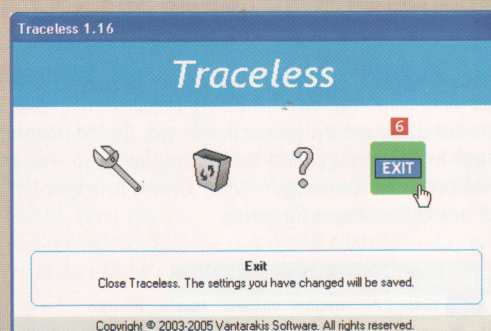 Traceless 1.16
Traceless
6
EXIT
Exit
Close Traceless. The settings you have changed will be saved.
Copyright © 2003-2005 Vantarakis Software. All rights reserved.